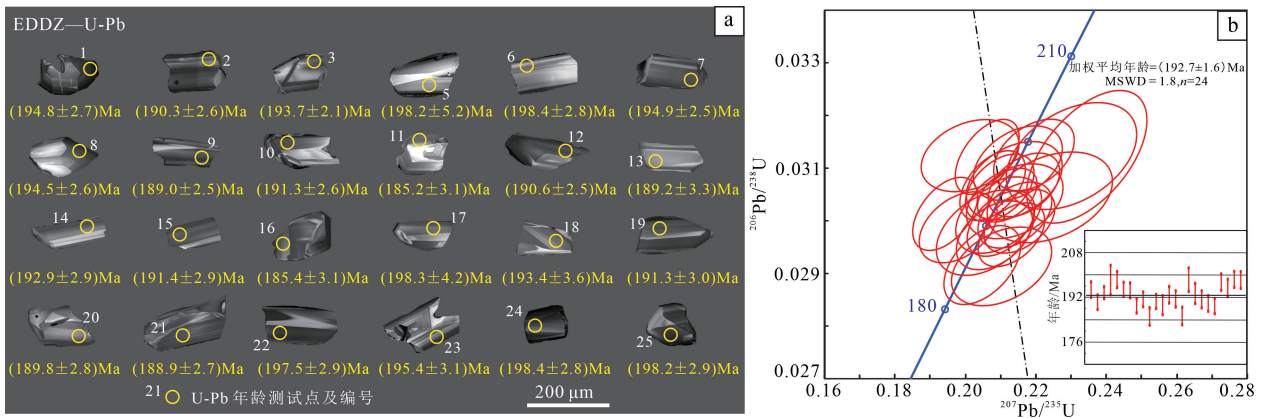 EDDZ—U-Pb
a
1 2 3 5 6 7
(194.8±2.7)Ma (190.3±2.6)Ma (193.7±2.1)Ma (198.2±5.2)Ma (198.4±2.8)Ma (194.9±2.5)Ma
8 9 10 11 12 13
(194.5±2.6)Ma (189.0±2.5)Ma (191.3±2.6)Ma (185.2±3.1)Ma (190.6±2.5)Ma (189.2±3.3)Ma
14 15 16 17 18 19
(192.9±2.9)Ma (191.4±2.9)Ma (185.4±3.1)Ma (198.3±4.2)Ma (193.4±3.6)Ma (191.3±3.0)Ma
20 21 22 23 24 25
(189.8±2.8)Ma (188.9±2.7)Ma (197.5±2.9)Ma (195.4±3.1)Ma (198.4±2.8)Ma (198.2±2.9)Ma
21 U-Pb 年龄测试点及编号
200 μm
b
210
加权平均年龄=(192.7±1.6)Ma
MSWD=1.8,n=24
180
0.033
0.031
0.029
0.027
²⁰⁶Pb/²³⁸U
208
192
176
年龄/Ma
0.16 0.18 0.20 0.22 0.24 0.26 0.28
²⁰⁷Pb/²³⁵U